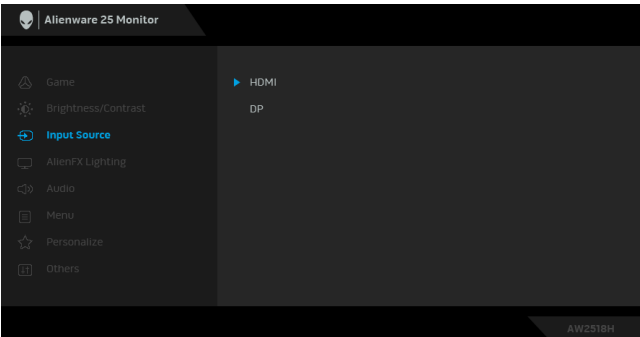 Alienware 25 Monitor
Game
HDMI
Brightness/Contrast
DP
Input Source
AlienFX Lighting
Audio
Menu
Personalize
Others
AW2518H